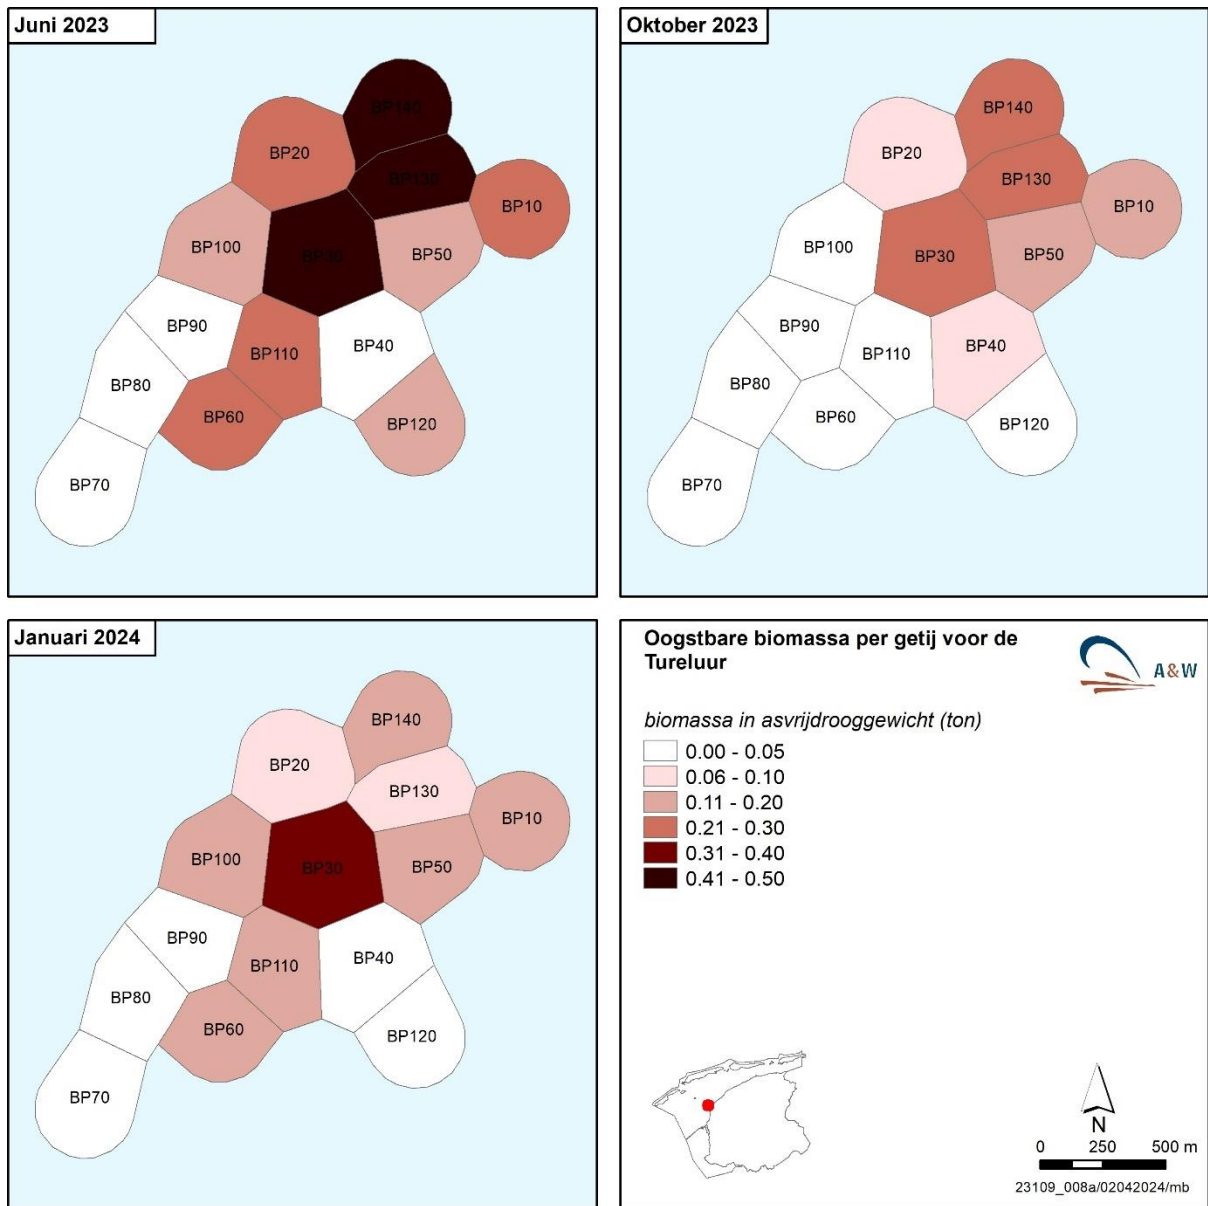 Juni 2023
BP140
BP20
BP130
BP10
BP100
BP30
BP50
BP90
BP110
BP40
BP80
BP60
BP120
BP70
Oktober 2023
BP140
BP20
BP130
BP10
BP100
BP30
BP50
BP90
BP110
BP40
BP80
BP60
BP120
BP70
Januari 2024
BP140
BP20
BP130
BP10
BP100
BP30
BP50
BP90
BP110
BP40
BP80
BP60
BP120
BP70
Oogstbare biomassa per getij voor de
Tureluur
A&W
biomassa in asvrijdrooggewicht (ton)
0.00 - 0.05
0.06 - 0.10
0.11 - 0.20
0.21 - 0.30
0.31 - 0.40
0.41 - 0.50
N
0 250 500 m
23109_008a/02042024/mb